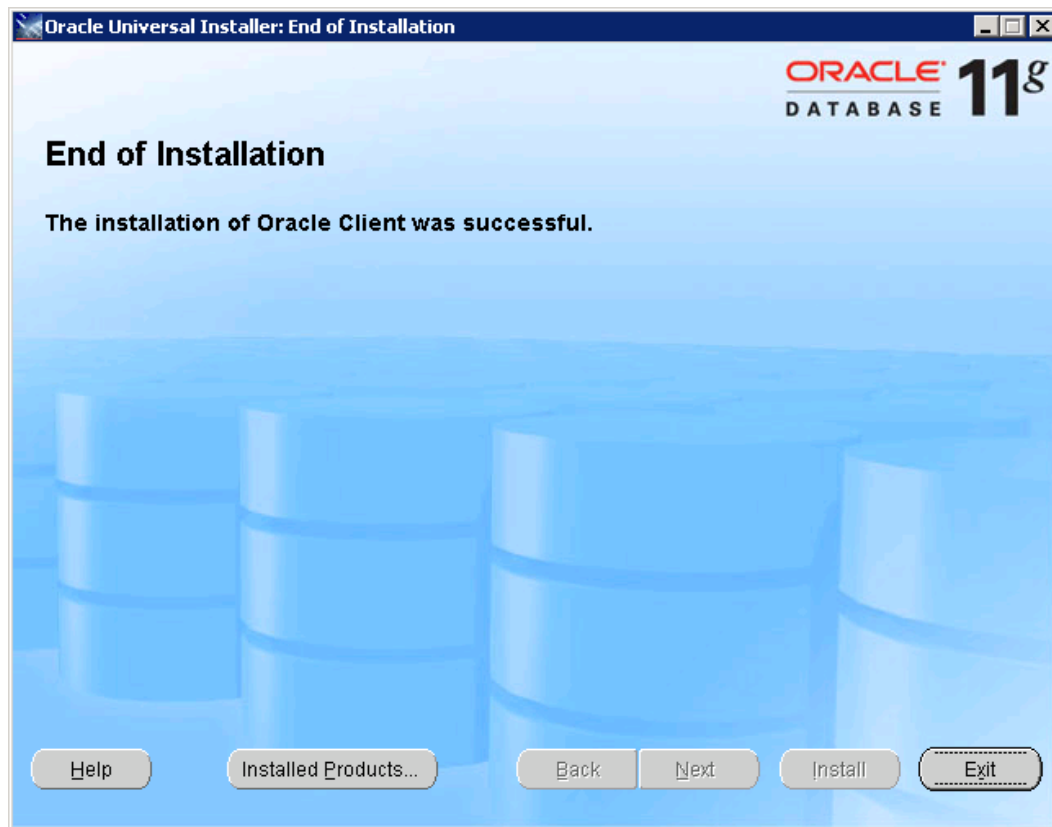 Oracle Universal Installer: End of Installation
ORACLE 11g
DATABASE
End of Installation
The installation of Oracle Client was successful.
Help Installed Products... Back Next Install Exit